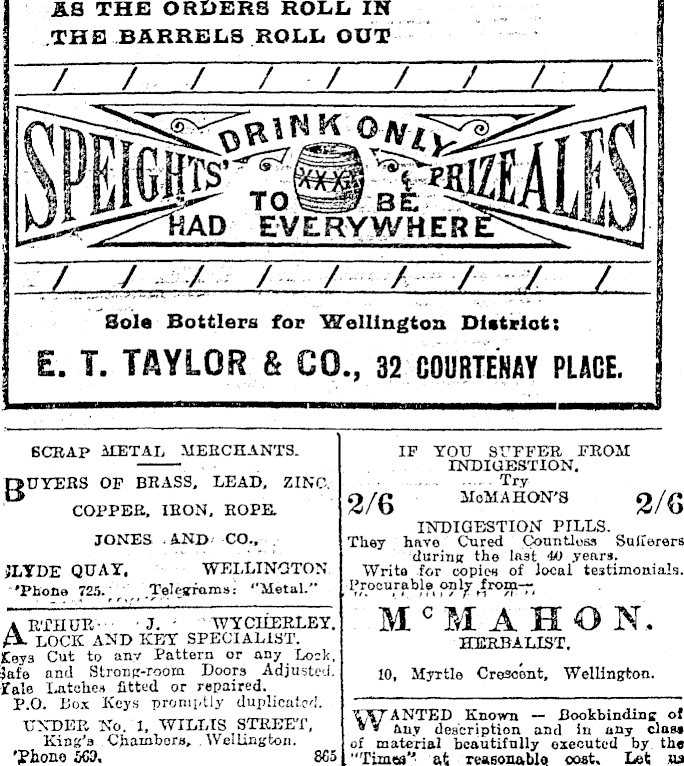 AS THE ORDERS ROLL IN
THE BARRELS ROLL OUT
SPEIGHTS' DRINK ONLY PRIZE ALES
XXX
TO BE
HAD EVERYWHERE
Sole Bottlers for Wellington District:
E. T. TAYLOR & CO., 32 COURTENAY PLACE.
SCRAP METAL MERCHANTS.
BUYERS OF BRASS, LEAD, ZINC,
COPPER, IRON, ROPE.
JONES AND CO.,
CLYDE QUAY, WELLINGTON
'Phone 725. Telegrams: "Metal."
ARTHUR J. WYCHERLEY,
LOCK AND KEY SPECIALIST.
Keys Cut to any Pattern or any Lock,
Safe and Strong-room Doors Adjusted.
Yale Latches fitted or repaired.
P.O. Box Keys promptly duplicated.
UNDER No. 1, WILLIS STREET,
King's Chambers, Wellington.
'Phone 569. 865
IF YOU SUFFER FROM
INDIGESTION,
Try
2/6 McMAHON'S 2/6
INDIGESTION PILLS.
They have Cured Countless Sufferers
during the last 40 years.
Write for copies of local testimonials.
Procurable only from—
McMAHON.
HERBALIST,
10, Myrtle Crescent, Wellington.
WANTED Known — Bookbinding of
any description and in any class
of material beautifully executed by the
"Times" at reasonable cost. Let us